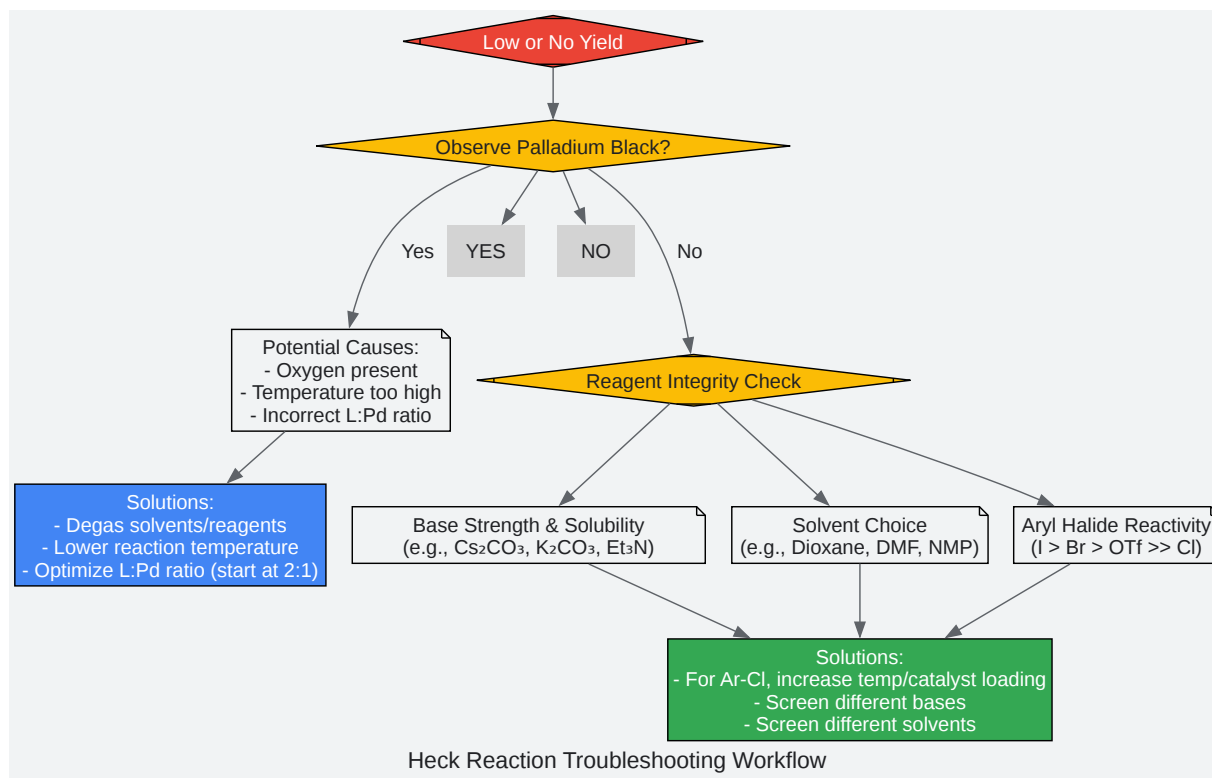 Low or No Yield
Observe Palladium Black?
Yes
YES
NO
No
Potential Causes:
- Oxygen present
- Temperature too high
- Incorrect L:Pd ratio
Reagent Integrity Check
Solutions:
- Degas solvents/reagents
- Lower reaction temperature
- Optimize L:Pd ratio (start at 2:1)
Base Strength & Solubility
(e.g., Cs₂CO₃, K₂CO₃, Et₃N)
Solvent Choice
(e.g., Dioxane, DMF, NMP)
Aryl Halide Reactivity
(I > Br > OTf >> Cl)
Solutions:
- For Ar-Cl, increase temp/catalyst loading
- Screen different bases
- Screen different solvents
Heck Reaction Troubleshooting Workflow